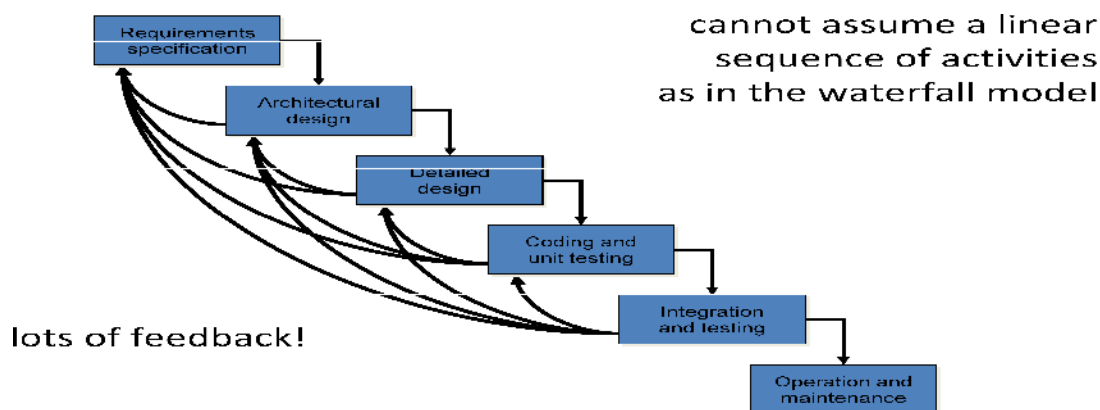 cannot assume a linear
sequence of activities
as in the waterfall model
Requirements
specification
Architectural
design
Detailed
design
Coding and
unit testing
Integration
and testing
Operation and
maintenance
lots of feedback!